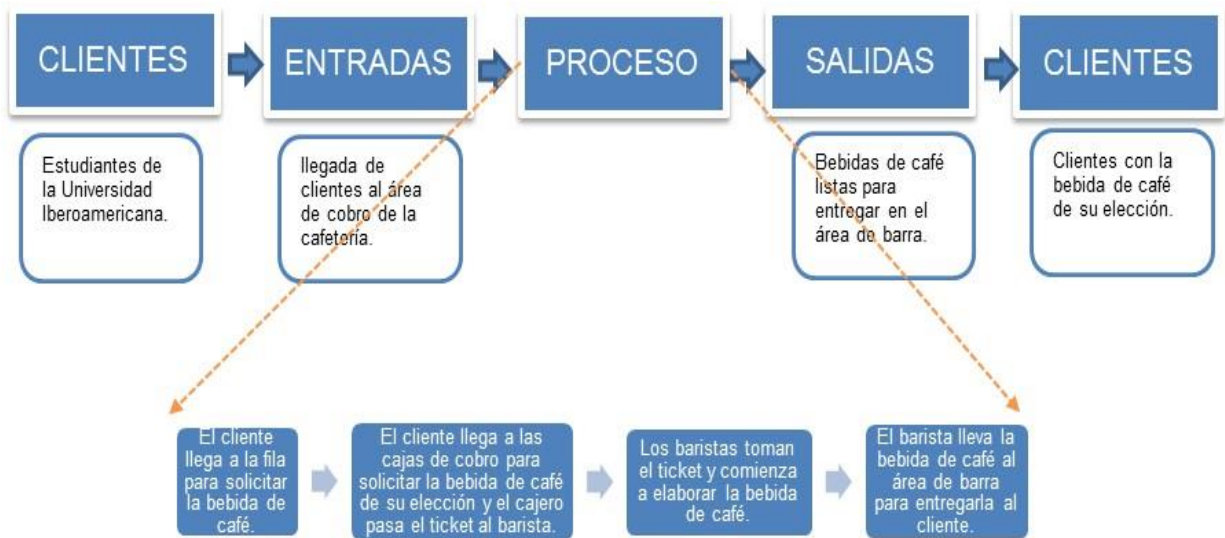 CLIENTES
ENTRADAS
PROCESO
SALIDAS
CLIENTES
Estudiantes de
la Universidad
Iberoamericana.
llegada de
clientes al área
de cobro de la
cafetería.
Bebidas de café
listas para
entregar en el
área de barra.
Clientes con la
bebida de café
de su elección.
El cliente
llega a la fila
para solicitar
la bebida de
café.
El cliente llega a las
cajas de cobro para
solicitar la bebida de café
de su elección y el cajero
pasa el ticket al barista.
Los baristas toman
el ticket y comienza
a elaborar la bebida
de café.
El barista lleva la
bebida de café al
área de barra
para entregarla al
cliente.